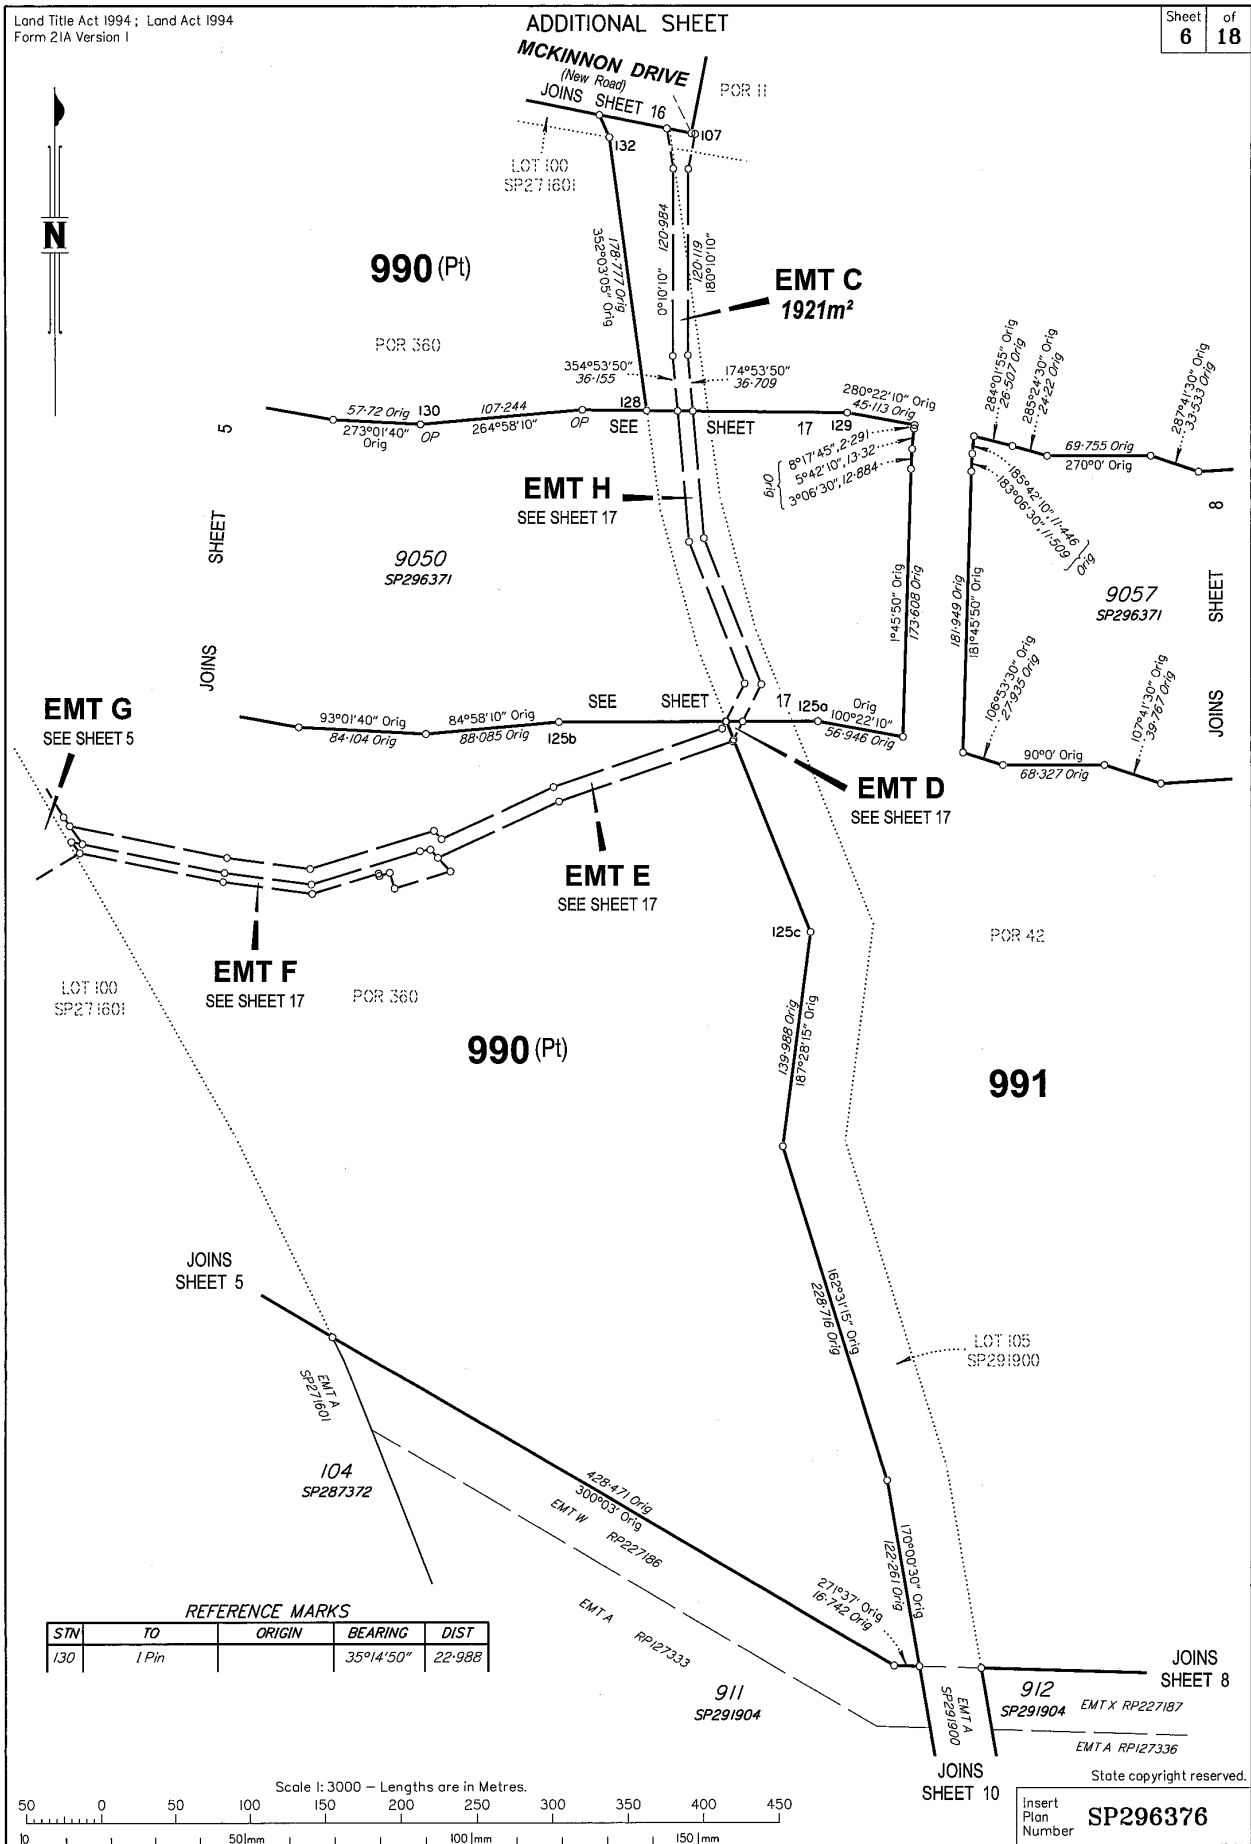 Land Title Act 1994 ; Land Act 1994
Form 21A Version 1
ADDITIONAL SHEET
Sheet 6 of 18
MCKINNON DRIVE
(New Road)
JOINS SHEET 16
POR 11
107
132
LOT 100
SP271601
N
990 (Pt)
178·777 Orig
352°03'05" Orig
0°10'10" 120·984
120·119
180°10'10"
EMT C
1921m²
POR 360
354°53'50"
36·155
174°53'50"
36·709
280°22'10" Orig
45·113 Orig
284°01'55" Orig
26·507 Orig
285°24'30" Orig
24·22 Orig
287°41'30" Orig
33·533 Orig
57·72 Orig
273°01'40"
Orig
130
OP
107·244
264°58'10"
OP
128
SEE SHEET 17
129
69·755 Orig
270°0' Orig
8°17'45", 2·291
5°42'10", 13·32
3°06'30", 12·884
Orig
185°42'10", 11·446
183°06'30", 11·509
Orig
JOINS SHEET 5
EMT H
SEE SHEET 17
9050
SP296371
1°45'50" Orig
173·608 Orig
181·949 Orig
181°45'50" Orig
9057
SP296371
JOINS SHEET 8
EMT G
SEE SHEET 5
93°01'40" Orig
84·104 Orig
84°58'10" Orig
88·085 Orig
125b
SEE SHEET 17
125a
Orig
100°22'10"
56·946 Orig
106°53'30" Orig
27·935 Orig
90°0' Orig
68·327 Orig
107°41'30" Orig
39·767 Orig
EMT D
SEE SHEET 17
EMT E
SEE SHEET 17
EMT F
SEE SHEET 17
125c
POR 42
LOT 100
SP271601
POR 360
990 (Pt)
139·988 Orig
187°28'15" Orig
991
JOINS
SHEET 5
162°31'15" Orig
228·716 Orig
LOT 105
SP291900
EMT A
SP271601
104
SP287372
428·471 Orig
300°03' Orig
EMT W RP227186
EMT A RP127333
170°00'30" Orig
122·261 Orig
271°37' Orig
16·742 Orig
REFERENCE MARKS
STN TO ORIGIN BEARING DIST
130 1 Pin 35°14'50" 22·988
911
SP291904
EMT A
SP291900
912
SP291904
EMT X RP227187
EMT A RP127336
JOINS
SHEET 8
JOINS
SHEET 10
Scale 1: 3000 – Lengths are in Metres.
50 0 50 100 150 200 250 300 350 400 450
50mm 100mm 150mm
State copyright reserved.
Insert
Plan
Number
SP296376